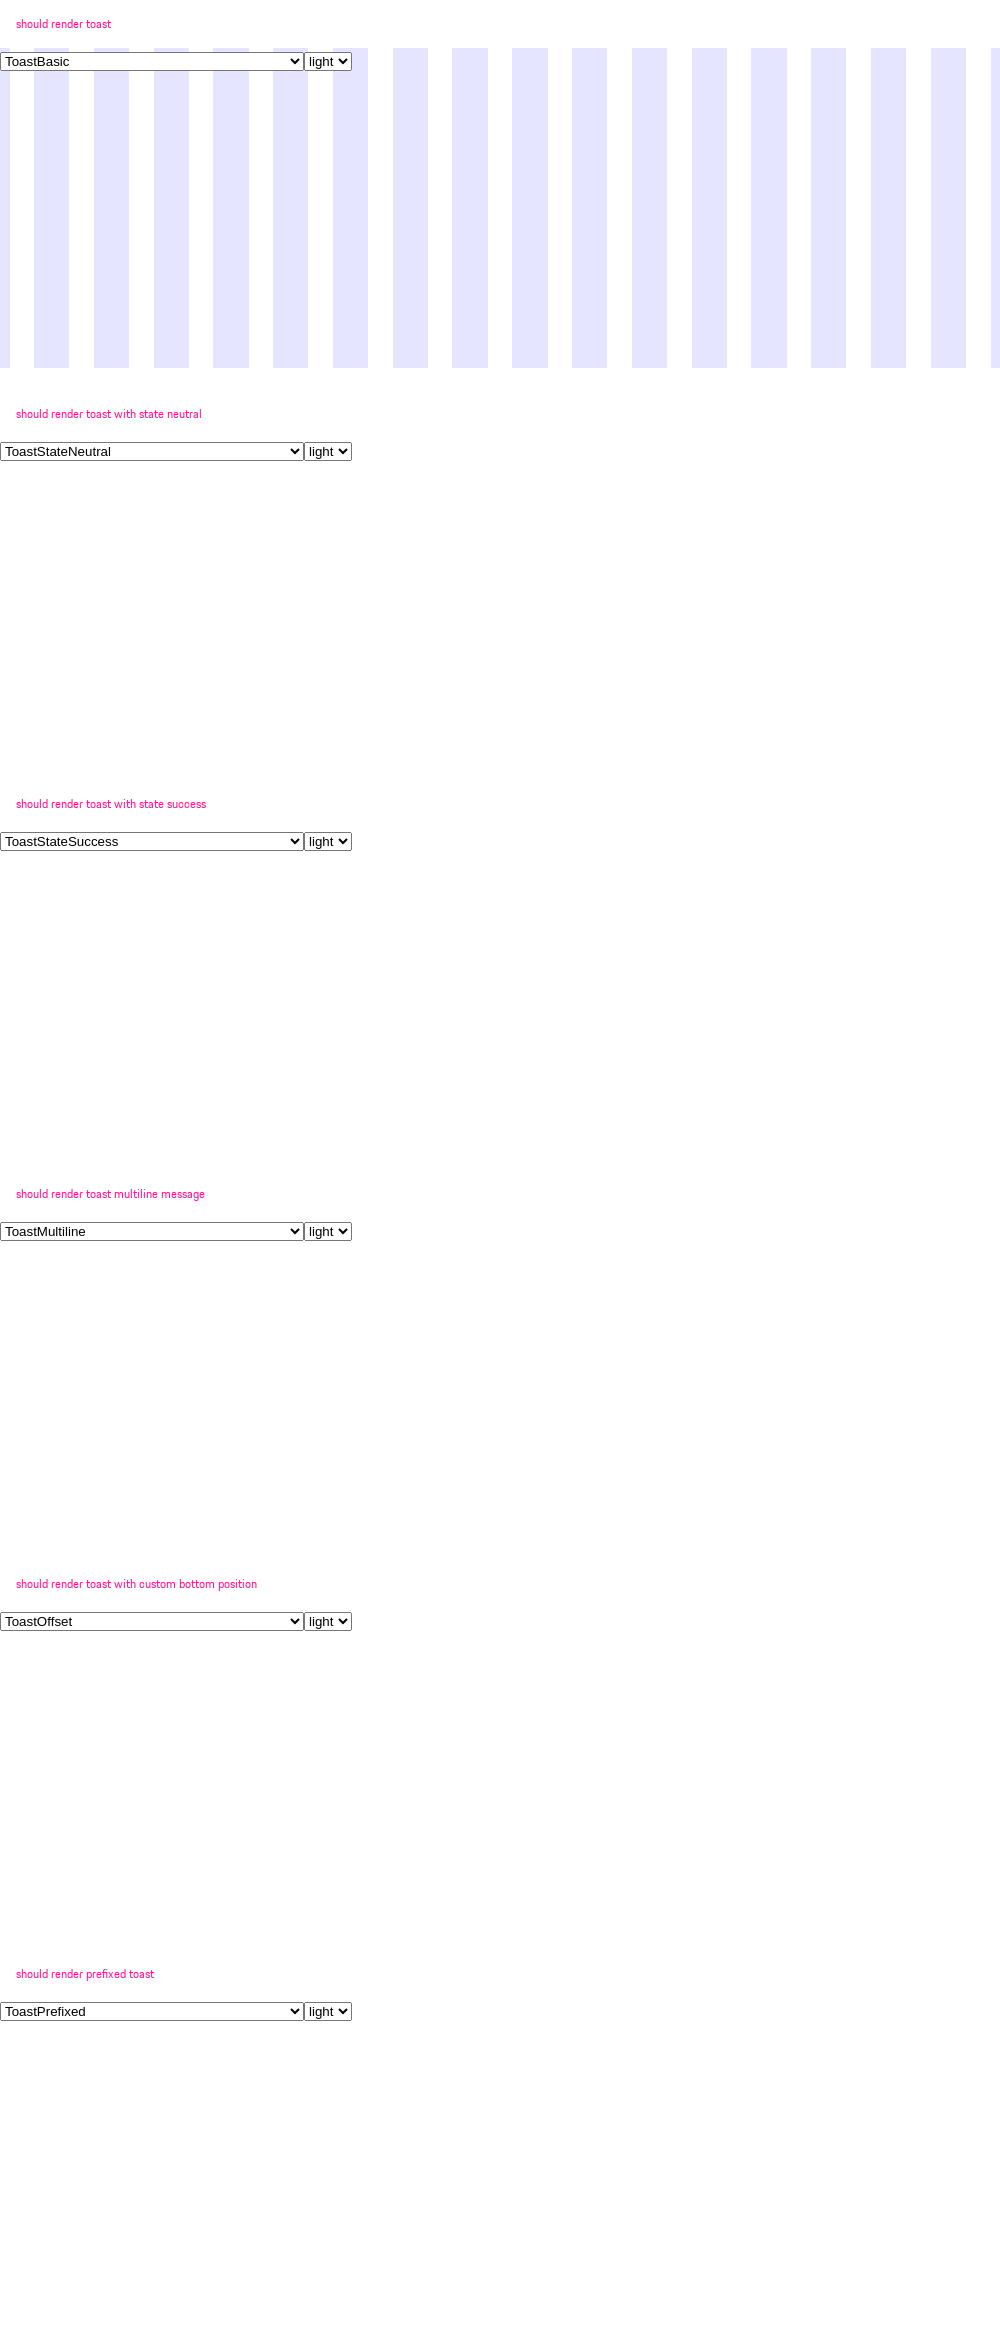 should render toast
ToastBasic light
should render toast with state neutral
ToastStateNeutral light
should render toast with state success
ToastStateSuccess light
should render toast multiline message
ToastMultiline light
should render toast with custom bottom position
ToastOffset light
should render prefixed toast
ToastPrefixed light